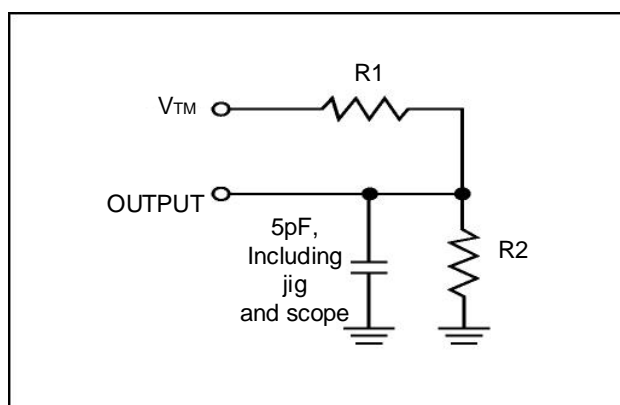 R1
VTM
OUTPUT
5pF,
Including
jig
and scope
R2